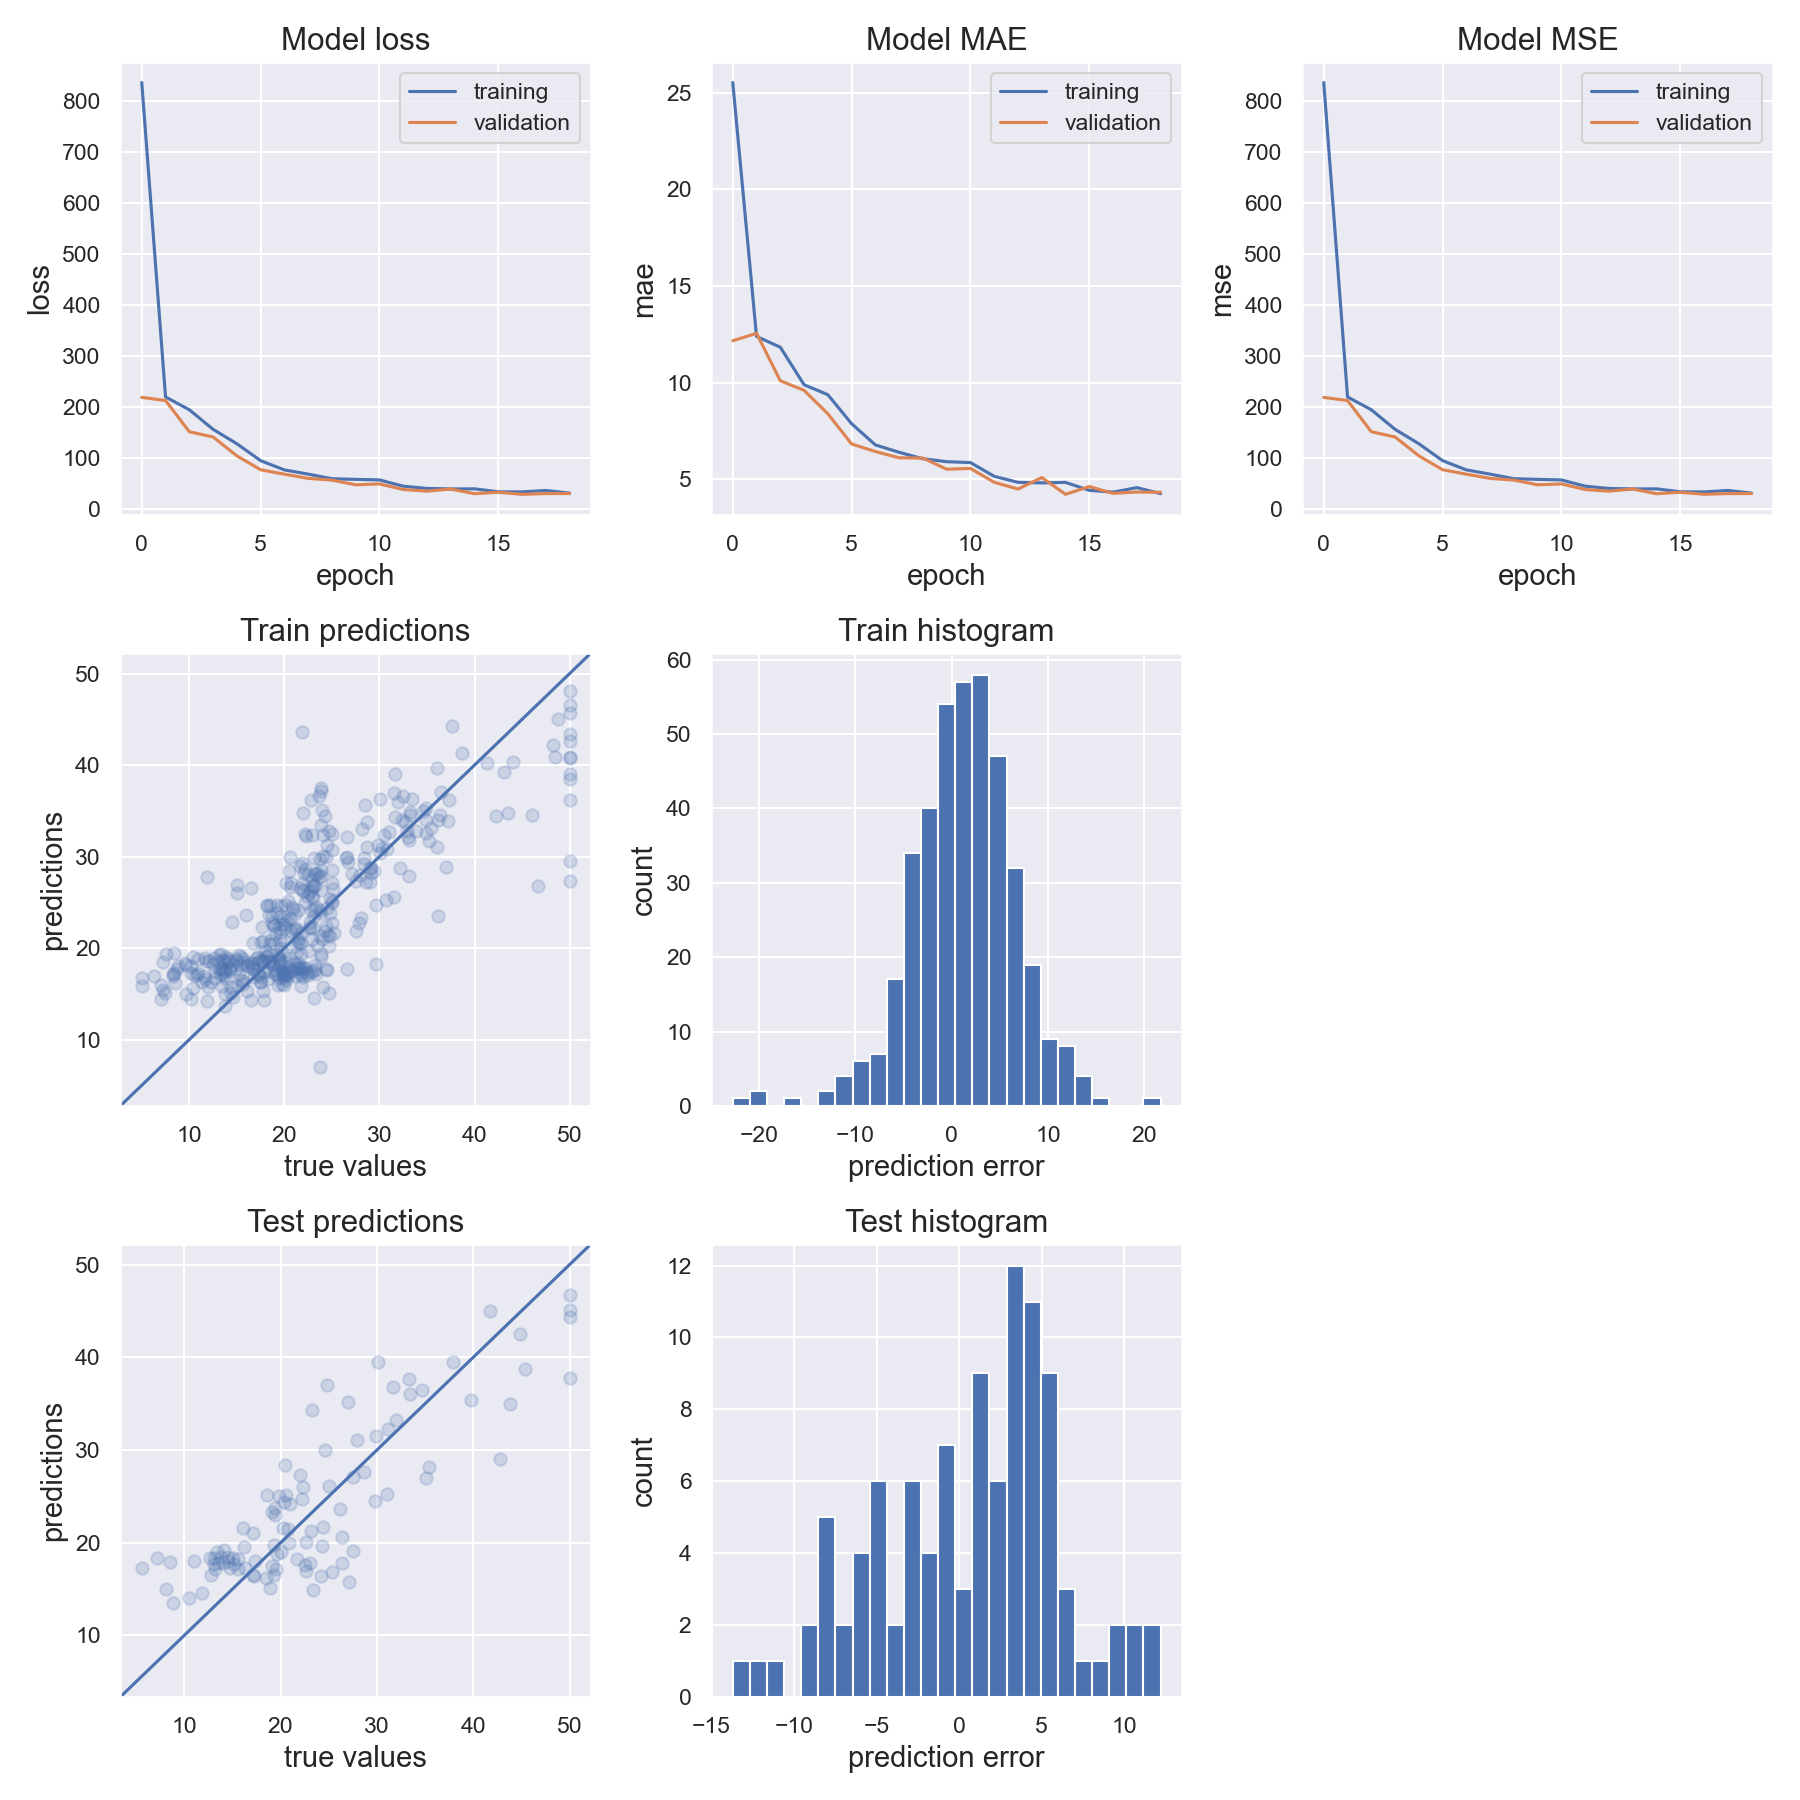 Model loss
Model MAE
Model MSE
training
validation
training
validation
training
validation
800
700
600
500
400
300
200
100
0
loss
0
5
10
15
epoch
25
20
15
10
5
mae
0
5
10
15
epoch
800
700
600
500
400
300
200
100
0
mse
0
5
10
15
epoch
Train predictions
50
40
30
20
10
predictions
10
20
30
40
50
true values
Train histogram
60
50
40
30
20
10
0
count
−20
−10
0
10
20
prediction error
Test predictions
50
40
30
20
10
predictions
10
20
30
40
50
true values
Test histogram
12
10
8
6
4
2
0
count
−15
−10
−5
0
5
10
prediction error